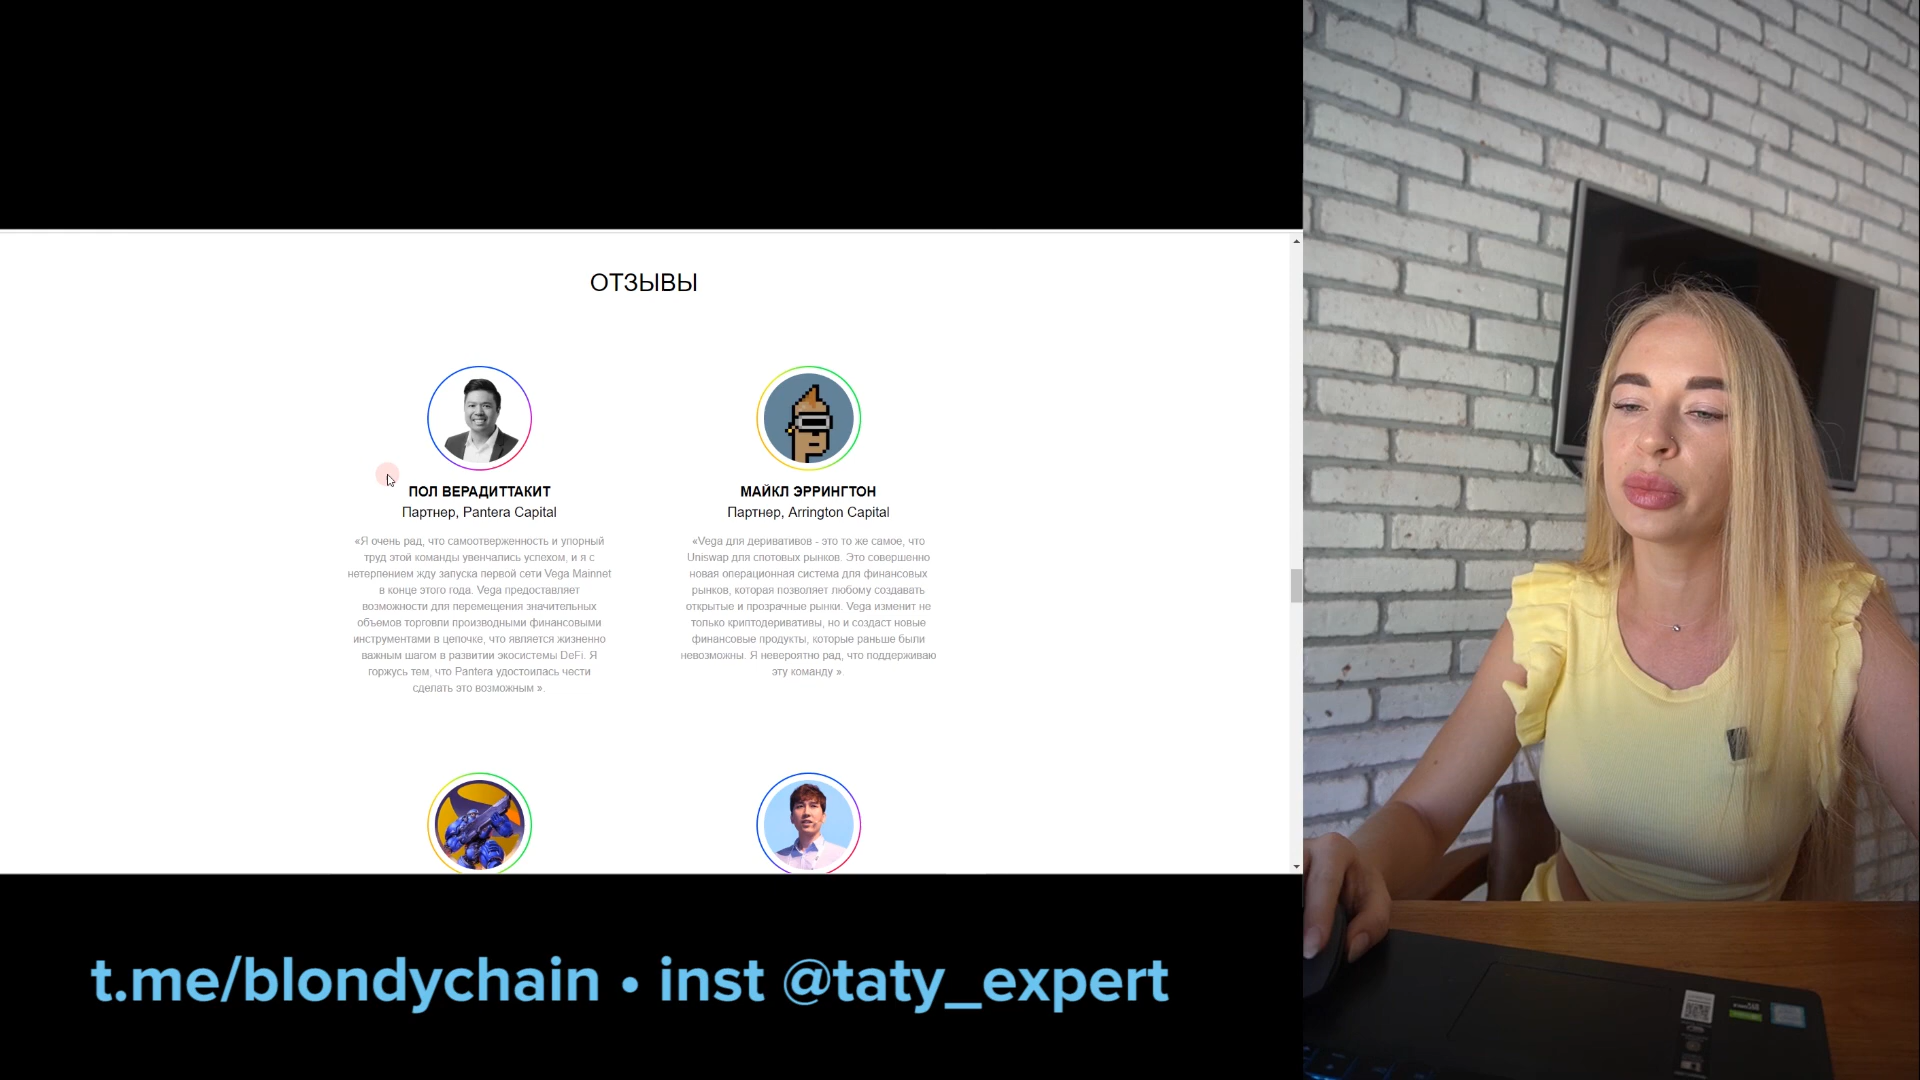 ОТЗЫВЫ
ПОЛ ВЕРАДИТТАКИТ
Партнер, Pantera Capital
«Я очень рад, что самоотверженность и упорный
труд этой команды увенчались успехом, и я с
нетерпением жду запуска первой сети Vega Mainnet
в конце этого года. Vega предоставляет
возможности для перемещения значительных
объемов торговли производными финансовыми
инструментами в цепочке, что является жизненно
важным шагом в развитии экосистемы DeFi. Я
горжусь тем, что Pantera удостоилась чести
сделать это возможным ».
МАЙКЛ ЭРРИНГТОН
Партнер, Arrington Capital
«Vega для деривативов - это то же самое, что
Uniswap для спотовых рынков. Это совершенно
новая операционная система для финансовых
рынков, которая позволяет любому создавать
открытые и прозрачные рынки. Vega изменит не
только криптодеривативы, но и создаст новые
финансовые продукты, которые раньше были
невозможны. Я невероятно рад, что поддерживаю
эту команду ».
t.me/blondychain • inst @taty_expert